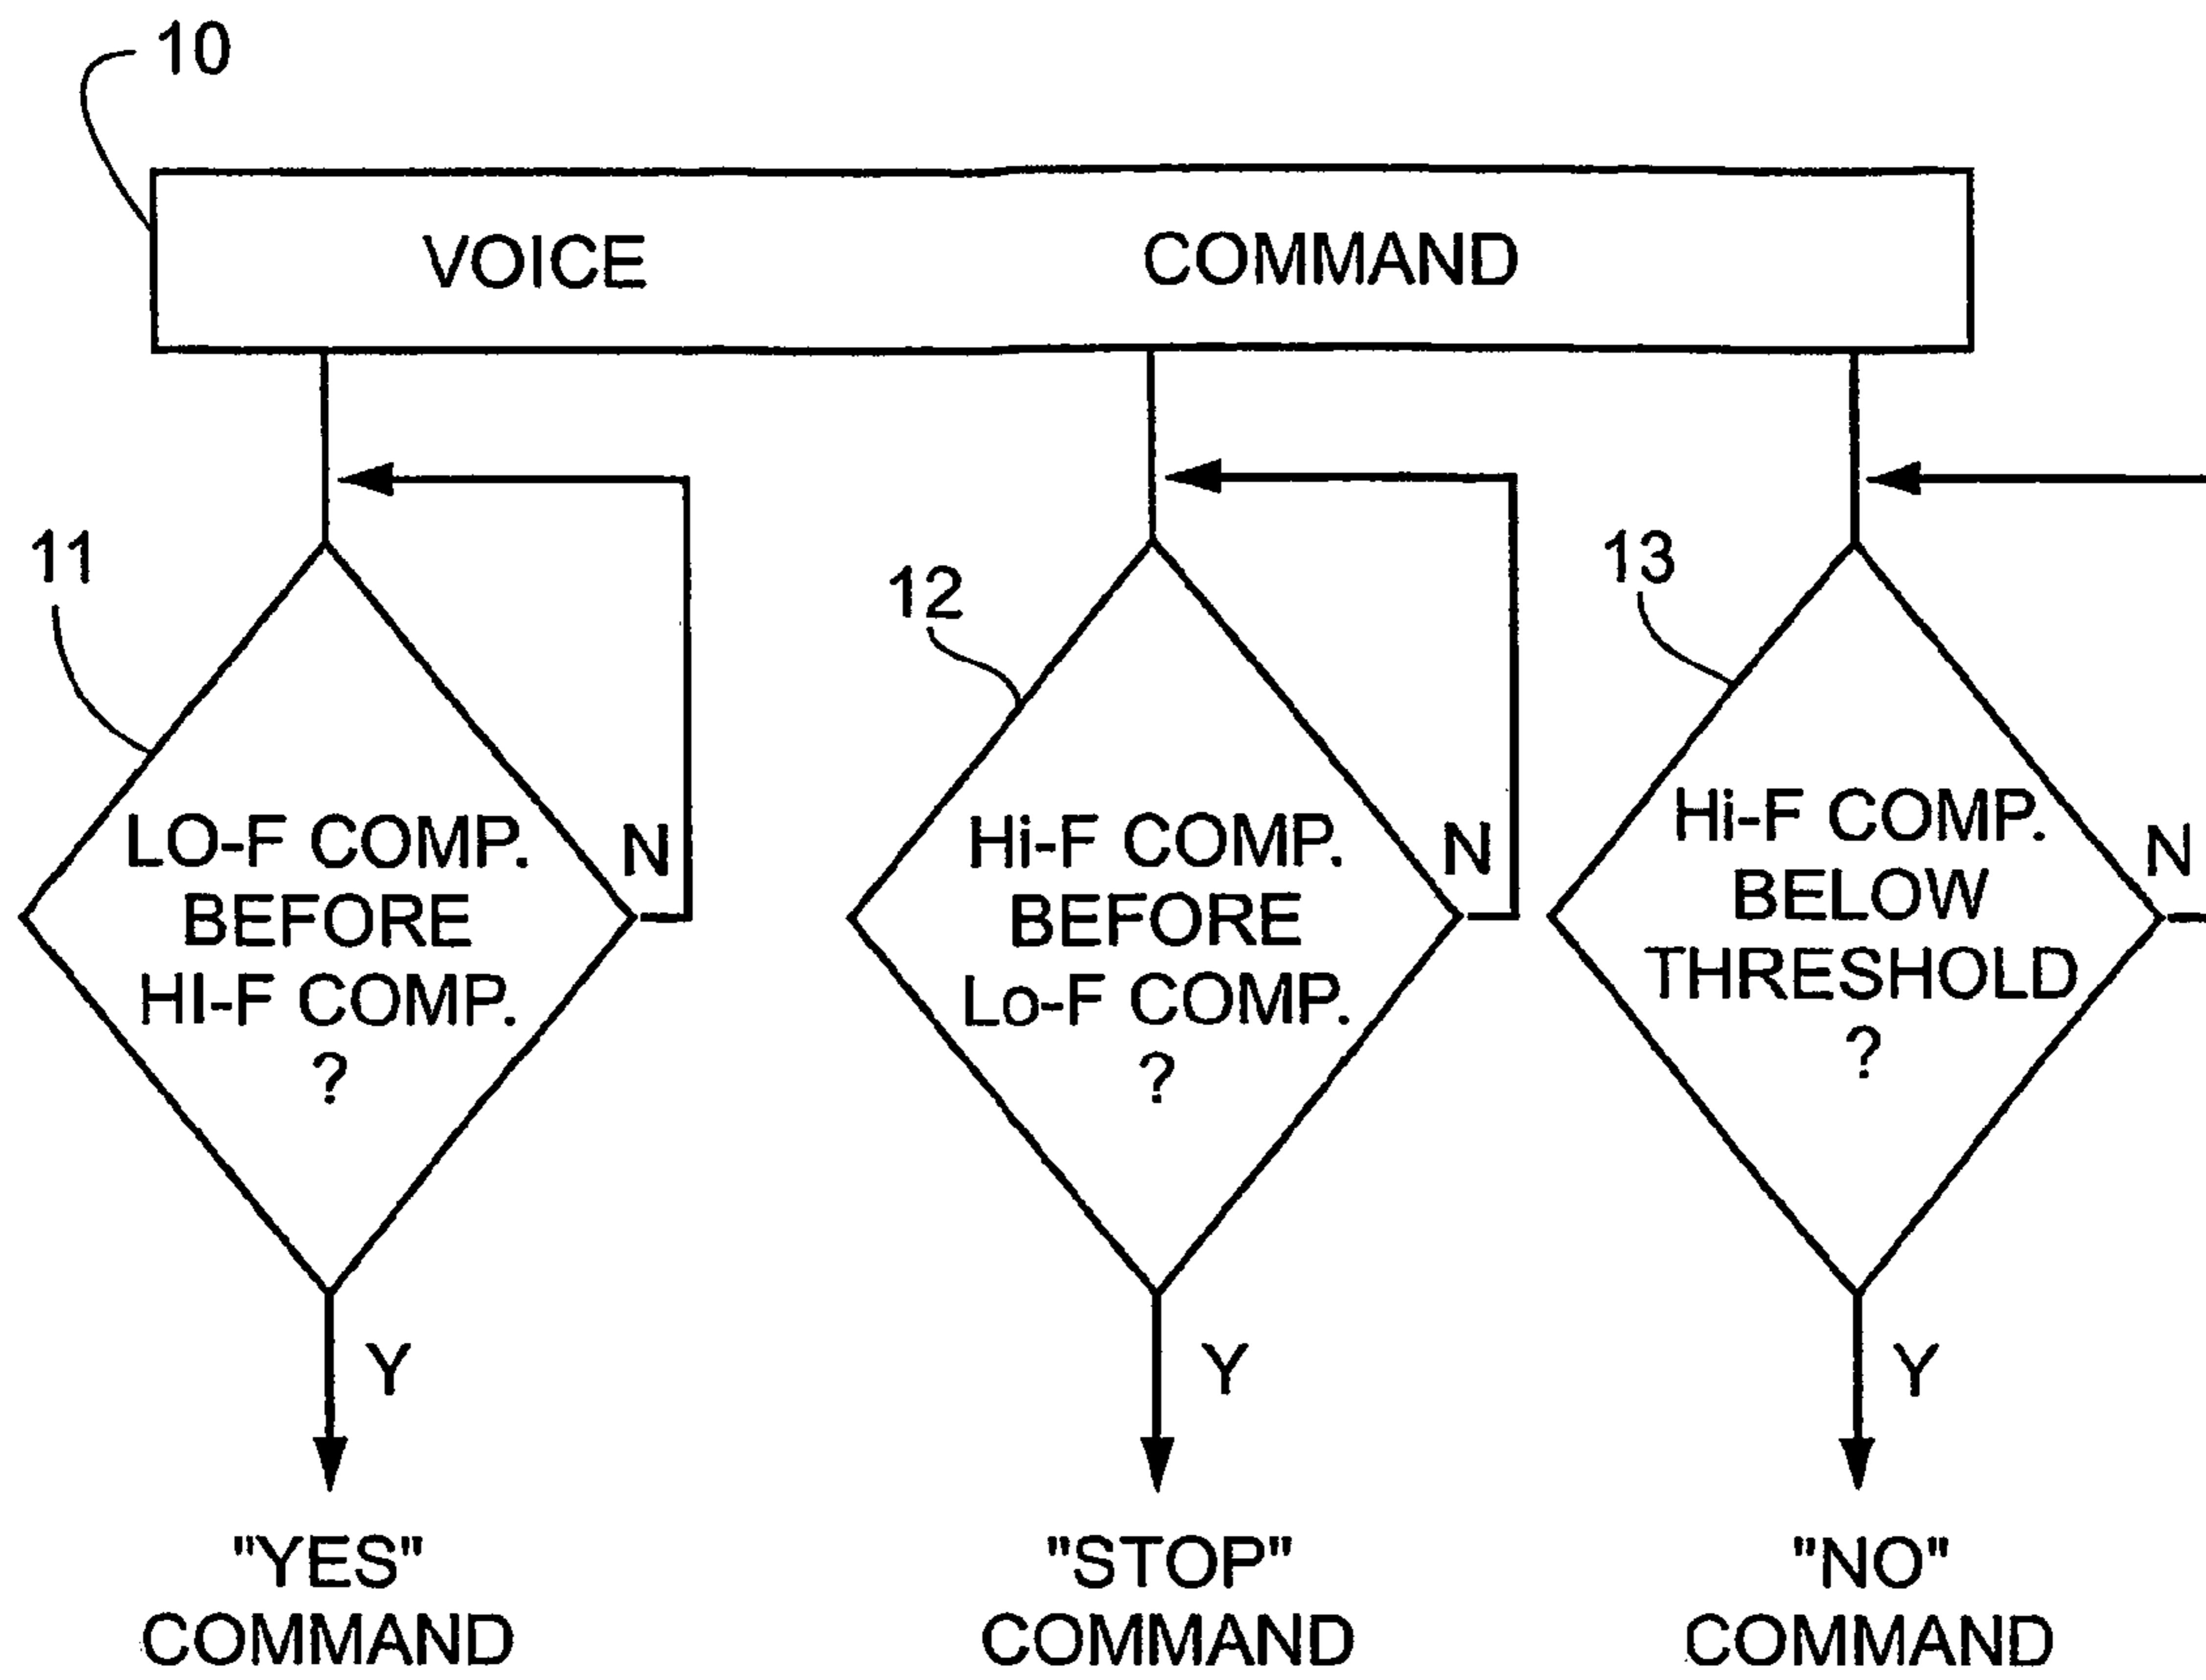 10
VOICE COMMAND
11
12
13
LO-F COMP.
BEFORE
HI-F COMP.
?
N
Hi-F COMP.
BEFORE
Lo-F COMP.
?
N
Hi-F COMP.
BELOW
THRESHOLD
?
N
Y
Y
Y
"YES"
COMMAND
"STOP"
COMMAND
"NO"
COMMAND